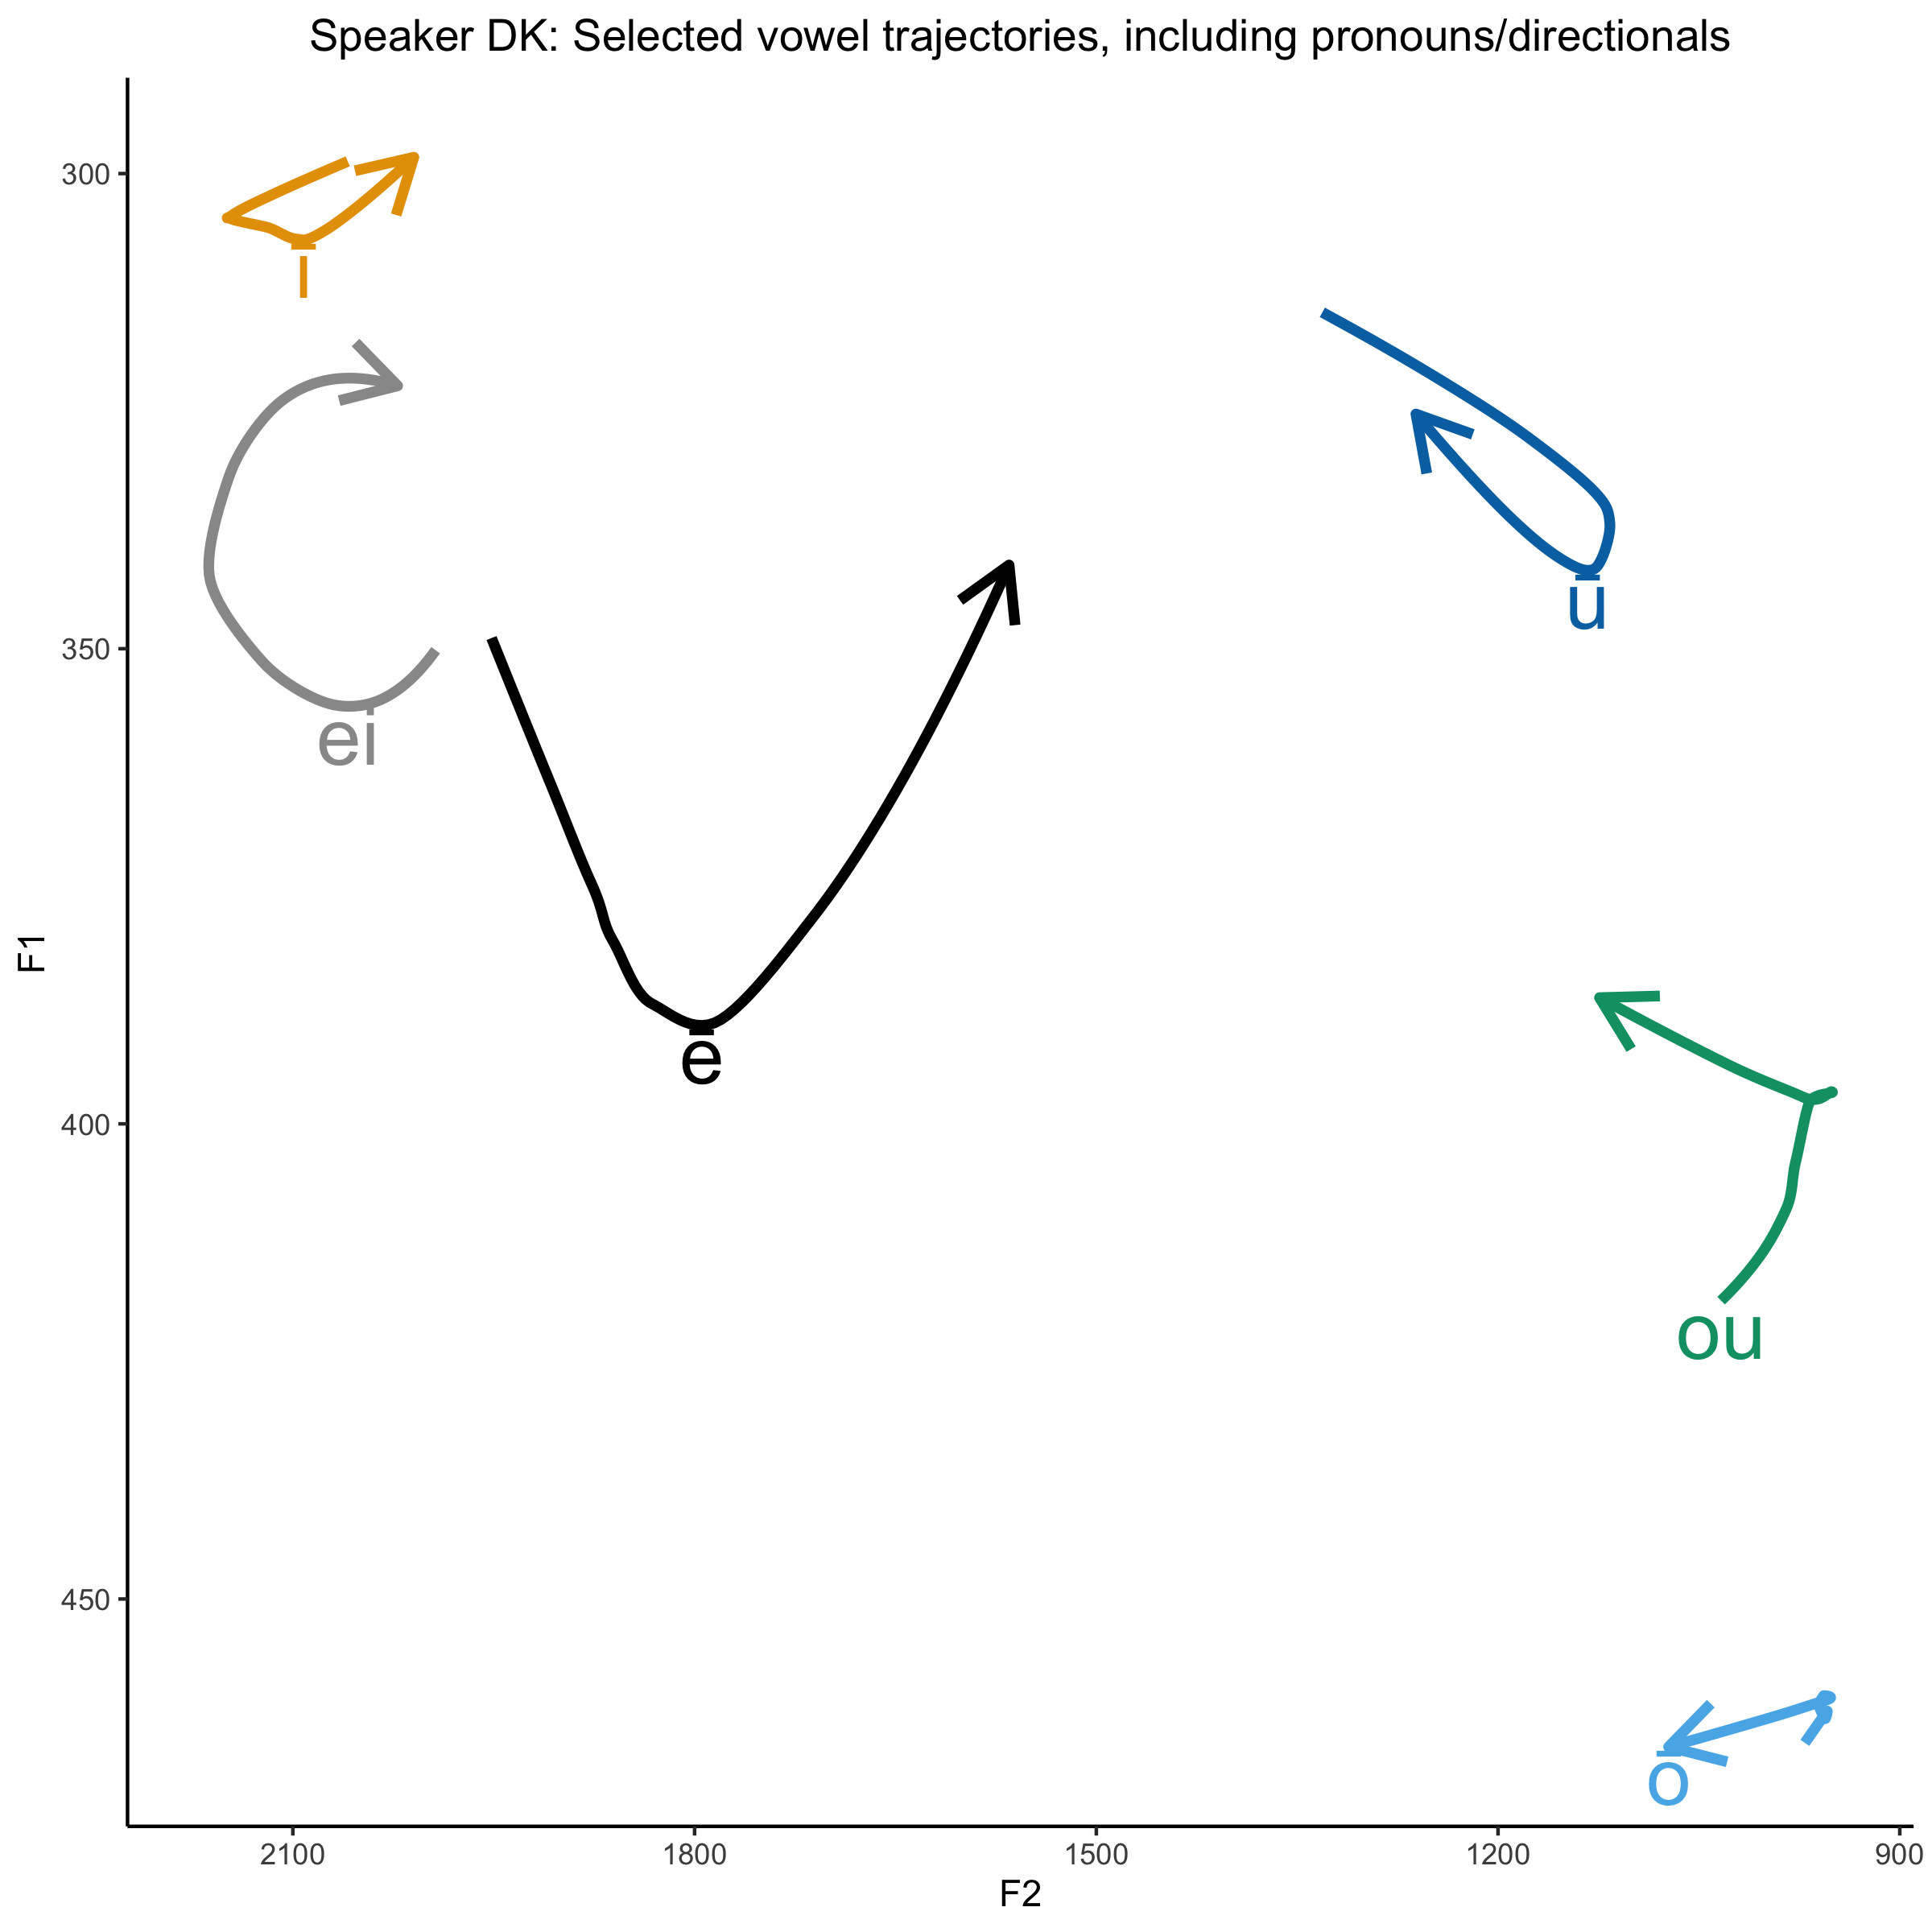 Speaker DK: Selected vowel trajectories, including pronouns/directionals
300
ī
ū
350
ei
F1
ē
400
ou
450
ō
2100 1800 1500 1200 900
F2